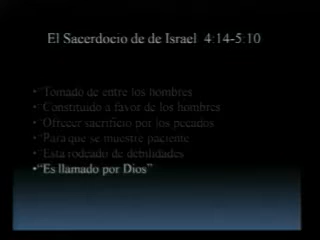 El Sacerdocio de de Israel 4:14-5:10
•"Tomado de entre los hombres
•"Constituido a favor de los hombres
•"Ofrecer sacrificio por los pecados
•"Para que se muestre paciente
•"Esta rodeado de debilidades
•"Es llamado por Dios"